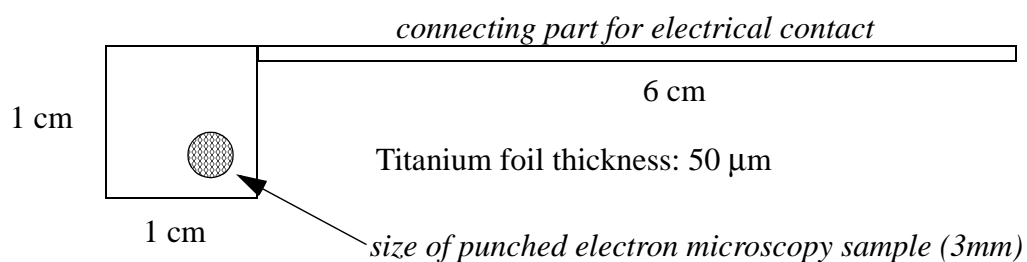 connecting part for electrical contact
6 cm
1 cm
Titanium foil thickness: 50 μm
1 cm
size of punched electron microscopy sample (3mm)